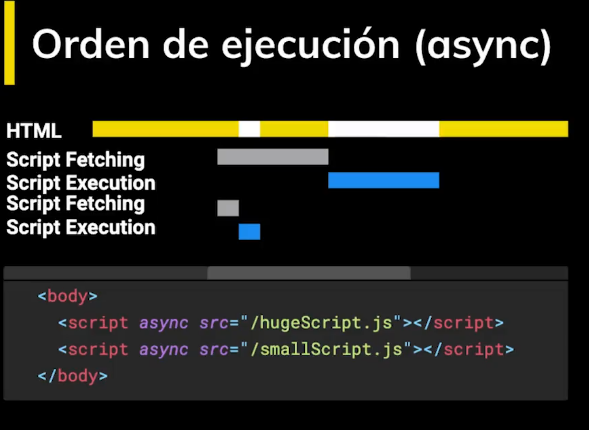 Orden de ejecución (async)
HTML
Script Fetching
Script Execution
Script Fetching
Script Execution
<body>
<script async src="/hugeScript.js"></script>
<script async src="/smallScript.js"></script>
</body>